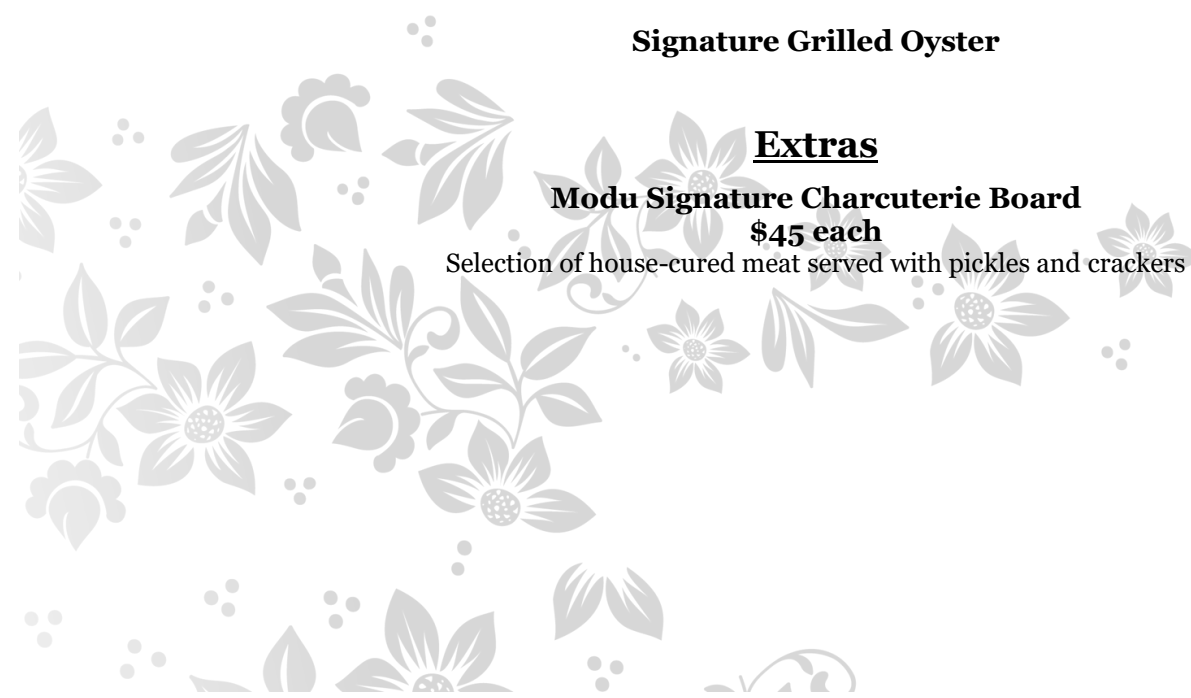 Signature Grilled Oyster
Extras
Modu Signature Charcuterie Board
$45 each
Selection of house-cured meat served with pickles and crackers